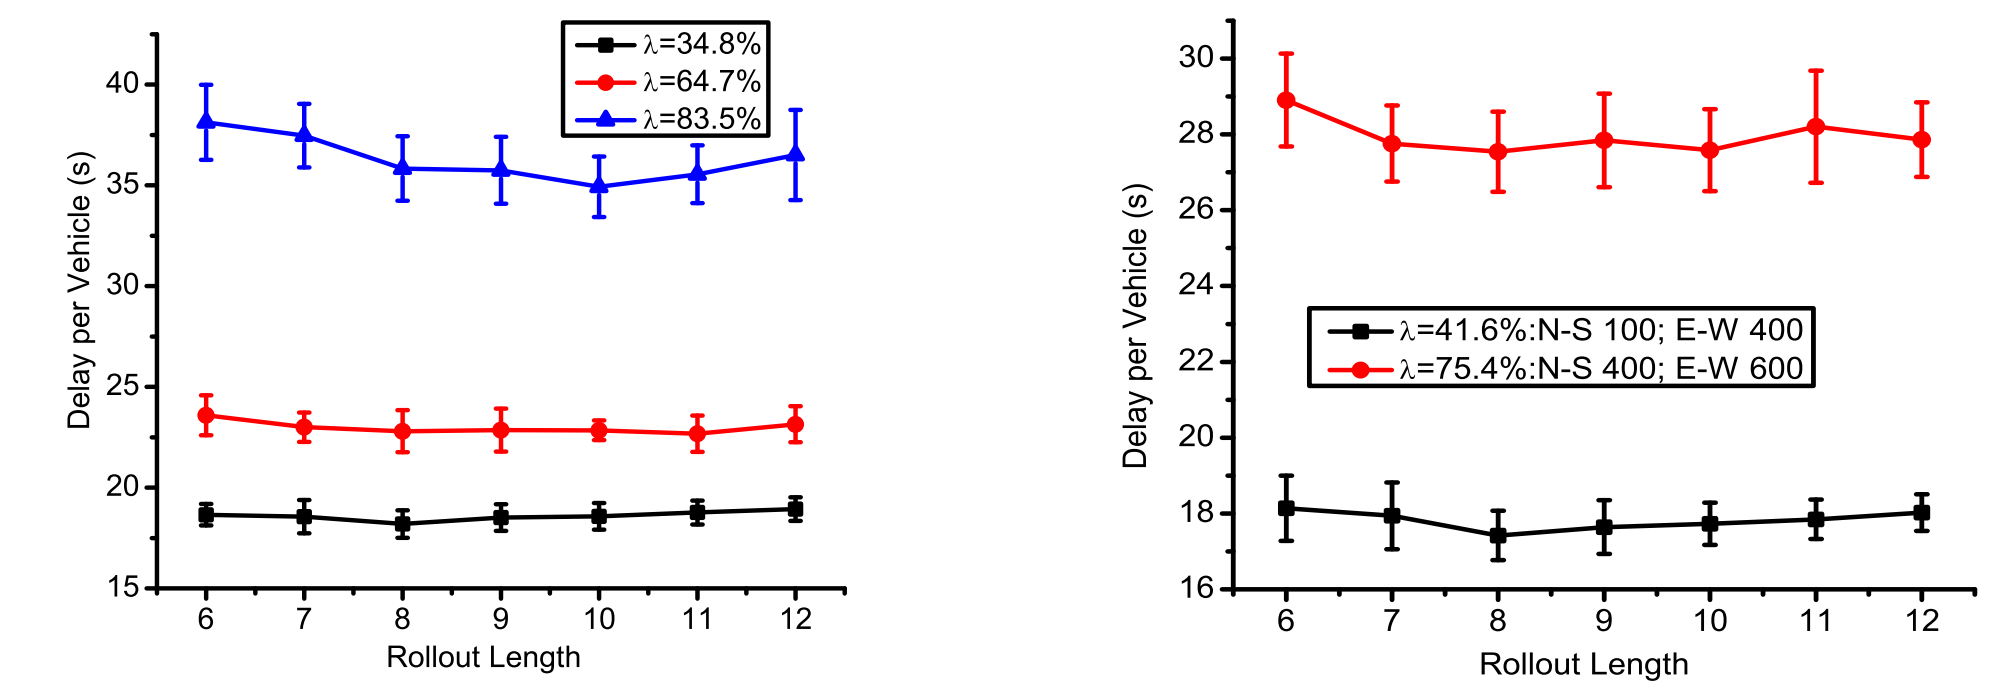 λ=34.8%
λ=64.7%
λ=83.5%
40
35
30
25
20
15
Delay per Vehicle (s)
6 7 8 9 10 11 12
Rollout Length
30
28
26
24
22
20
18
16
Delay per Vehicle (s)
λ=41.6%:N-S 100; E-W 400
λ=75.4%:N-S 400; E-W 600
6 7 8 9 10 11 12
Rollout Length